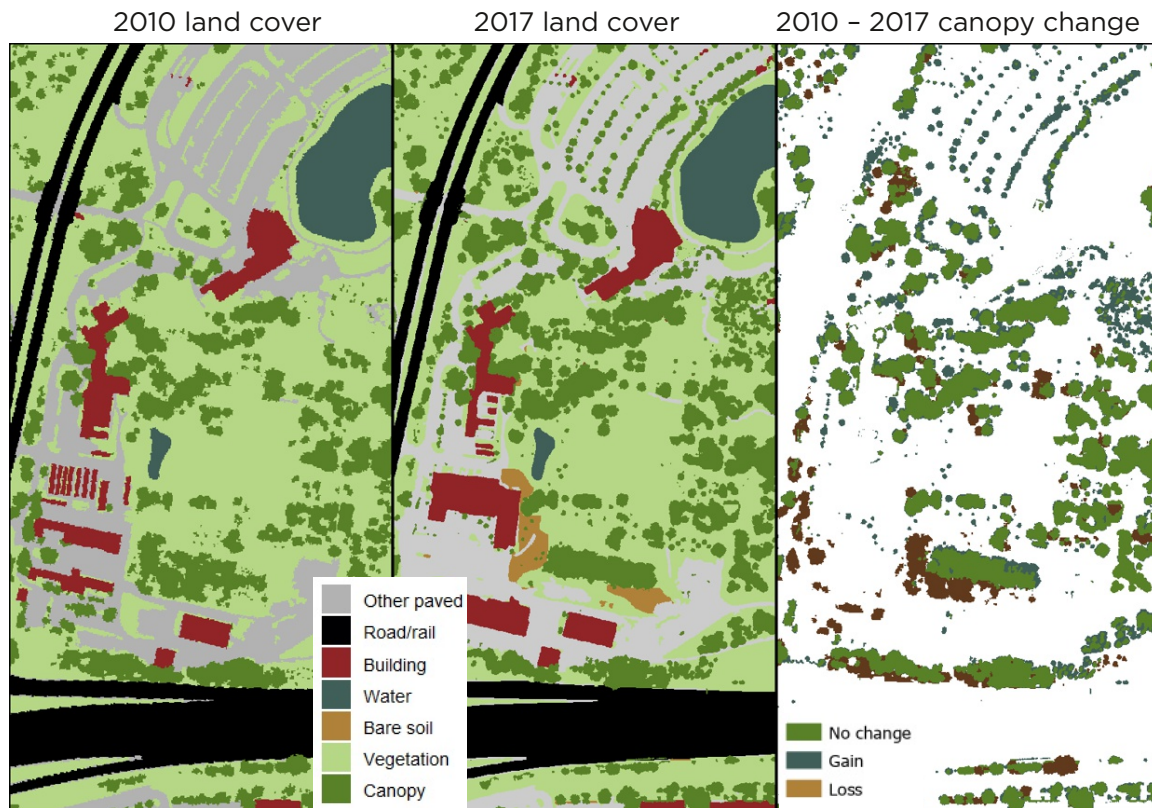 2010 land cover
2017 land cover
2010 – 2017 canopy change
Other paved
Road/rail
Building
Water
Bare soil
Vegetation
Canopy
No change
Gain
Loss